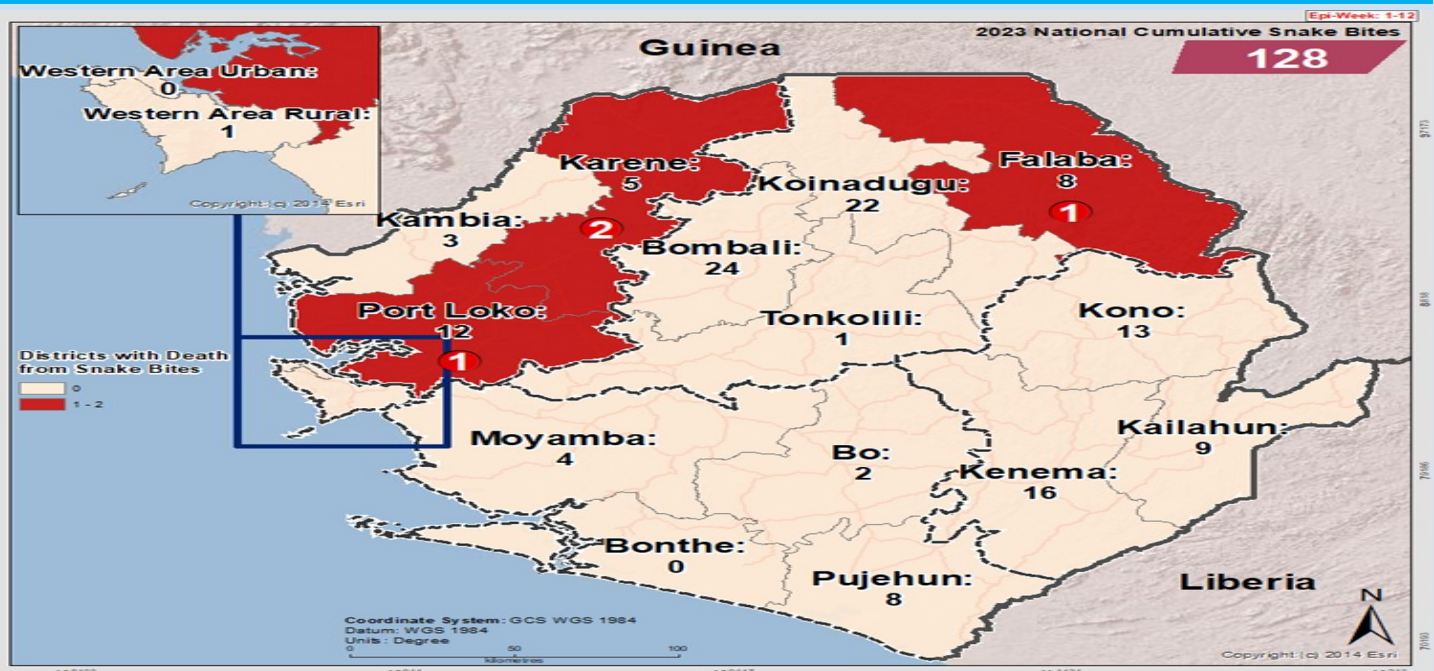 Epi-Week: 1-12
2023 National Cumulative Snake Bites
128
Guinea
Western Area Urban:
0
Western Area Rural:
1
Copyright:(c) 2014 Esri
Karene:
5
Falaba:
8
1
Koinadugu:
22
Kambia:
3
2
Bombali:
24
Port Loko:
12
1
Tonkolili:
1
Kono:
13
Districts with Death
from Snake Bites
0
1 - 2
Moyamba:
4
Bo:
2
Kenema:
16
Kailahun:
9
Bonthe:
0
Pujehun:
8
Liberia
N
Coordinate System: GCS WGS 1984
Datum: WGS 1984
Units : Degree
0 50 100
kilometres
Copyright:(c) 2014 Esri